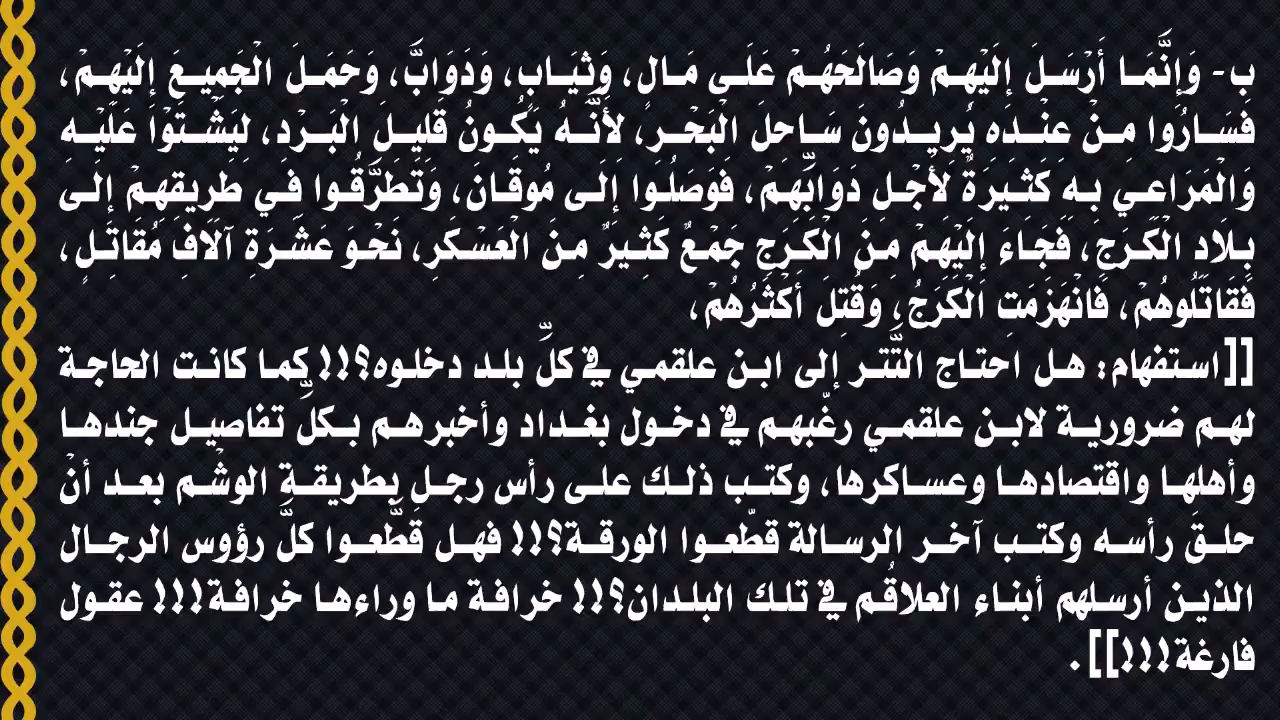 ب- وَإِنَّمَا أَرْسَلَ إِلَيْهِمْ وَصَالَحَهُمْ عَلَى مَالٍ، وَثِيَابٍ، وَدَوَابَّ، وَحَمَلَ الْجَمِيعَ إِلَيْهِمْ،
فَسَارُوا مِنْ عِنْدِهِ يُرِيدُونَ سَاحِلَ الْبَحْرِ، لِأَنَّهُ يَكُونُ قَلِيلَ الْبَرْدِ، لِيَشْتُوَا عَلَيْهِ
وَالْمَرَاعِي بِهِ كَثِيرَةٌ لِأَجْلِ دَوَابِّهِمْ، فَوَصَلُوا إِلَى مُوقَانَ، وَتَطَرَّقُوا فِي طَرِيقِهِمْ إِلَى
بِلَادِ الْكَرَجِ، فَجَاءَ إِلَيْهِمْ مِنَ الْكَرَجِ جَمْعٌ كَثِيرٌ مِنَ الْعَسْكَرِ، نَحْوَ عَشَرَةِ آلَافِ مُقَاتِلٍ،
فَقَاتَلُوهُمْ، فَانْهَزَمَتِ الْكَرَجُ، وَقُتِلَ أَكْثَرُهُمْ،
[[استفهام: هل احتاج التَّتر إلى ابن علقمي في كلّ بلد دخلوه؟!! كما كانت الحاجة
لهم ضرورية لابن علقمي رغّبهم في دخول بغداد وأخبرهم بكلّ تفاصيل جندها
وأهلها واقتصادها وعساكرها، وكتب ذلك على رأس رجل بطريقة الوشْم بعد أنْ
حلق رأسه وكتب آخر الرسالة قطّعوا الورقة؟!! فهل قطَّعوا كلَّ رؤوس الرجال
الذين أرسلهم أبناء العلاقُم في تلك البلدان؟!! خرافة ما وراءها خرافة!!! عقول
فارغة!!!]].